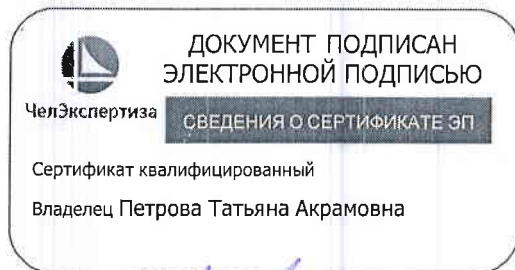 ДОКУМЕНТ ПОДПИСАН
ЭЛЕКТРОННОЙ ПОДПИСЬЮ
ЧелЭкспертиза
СВЕДЕНИЯ О СЕРТИФИКАТЕ ЭП
Сертификат квалифицированный
Владелец Петрова Татьяна Акрамовна